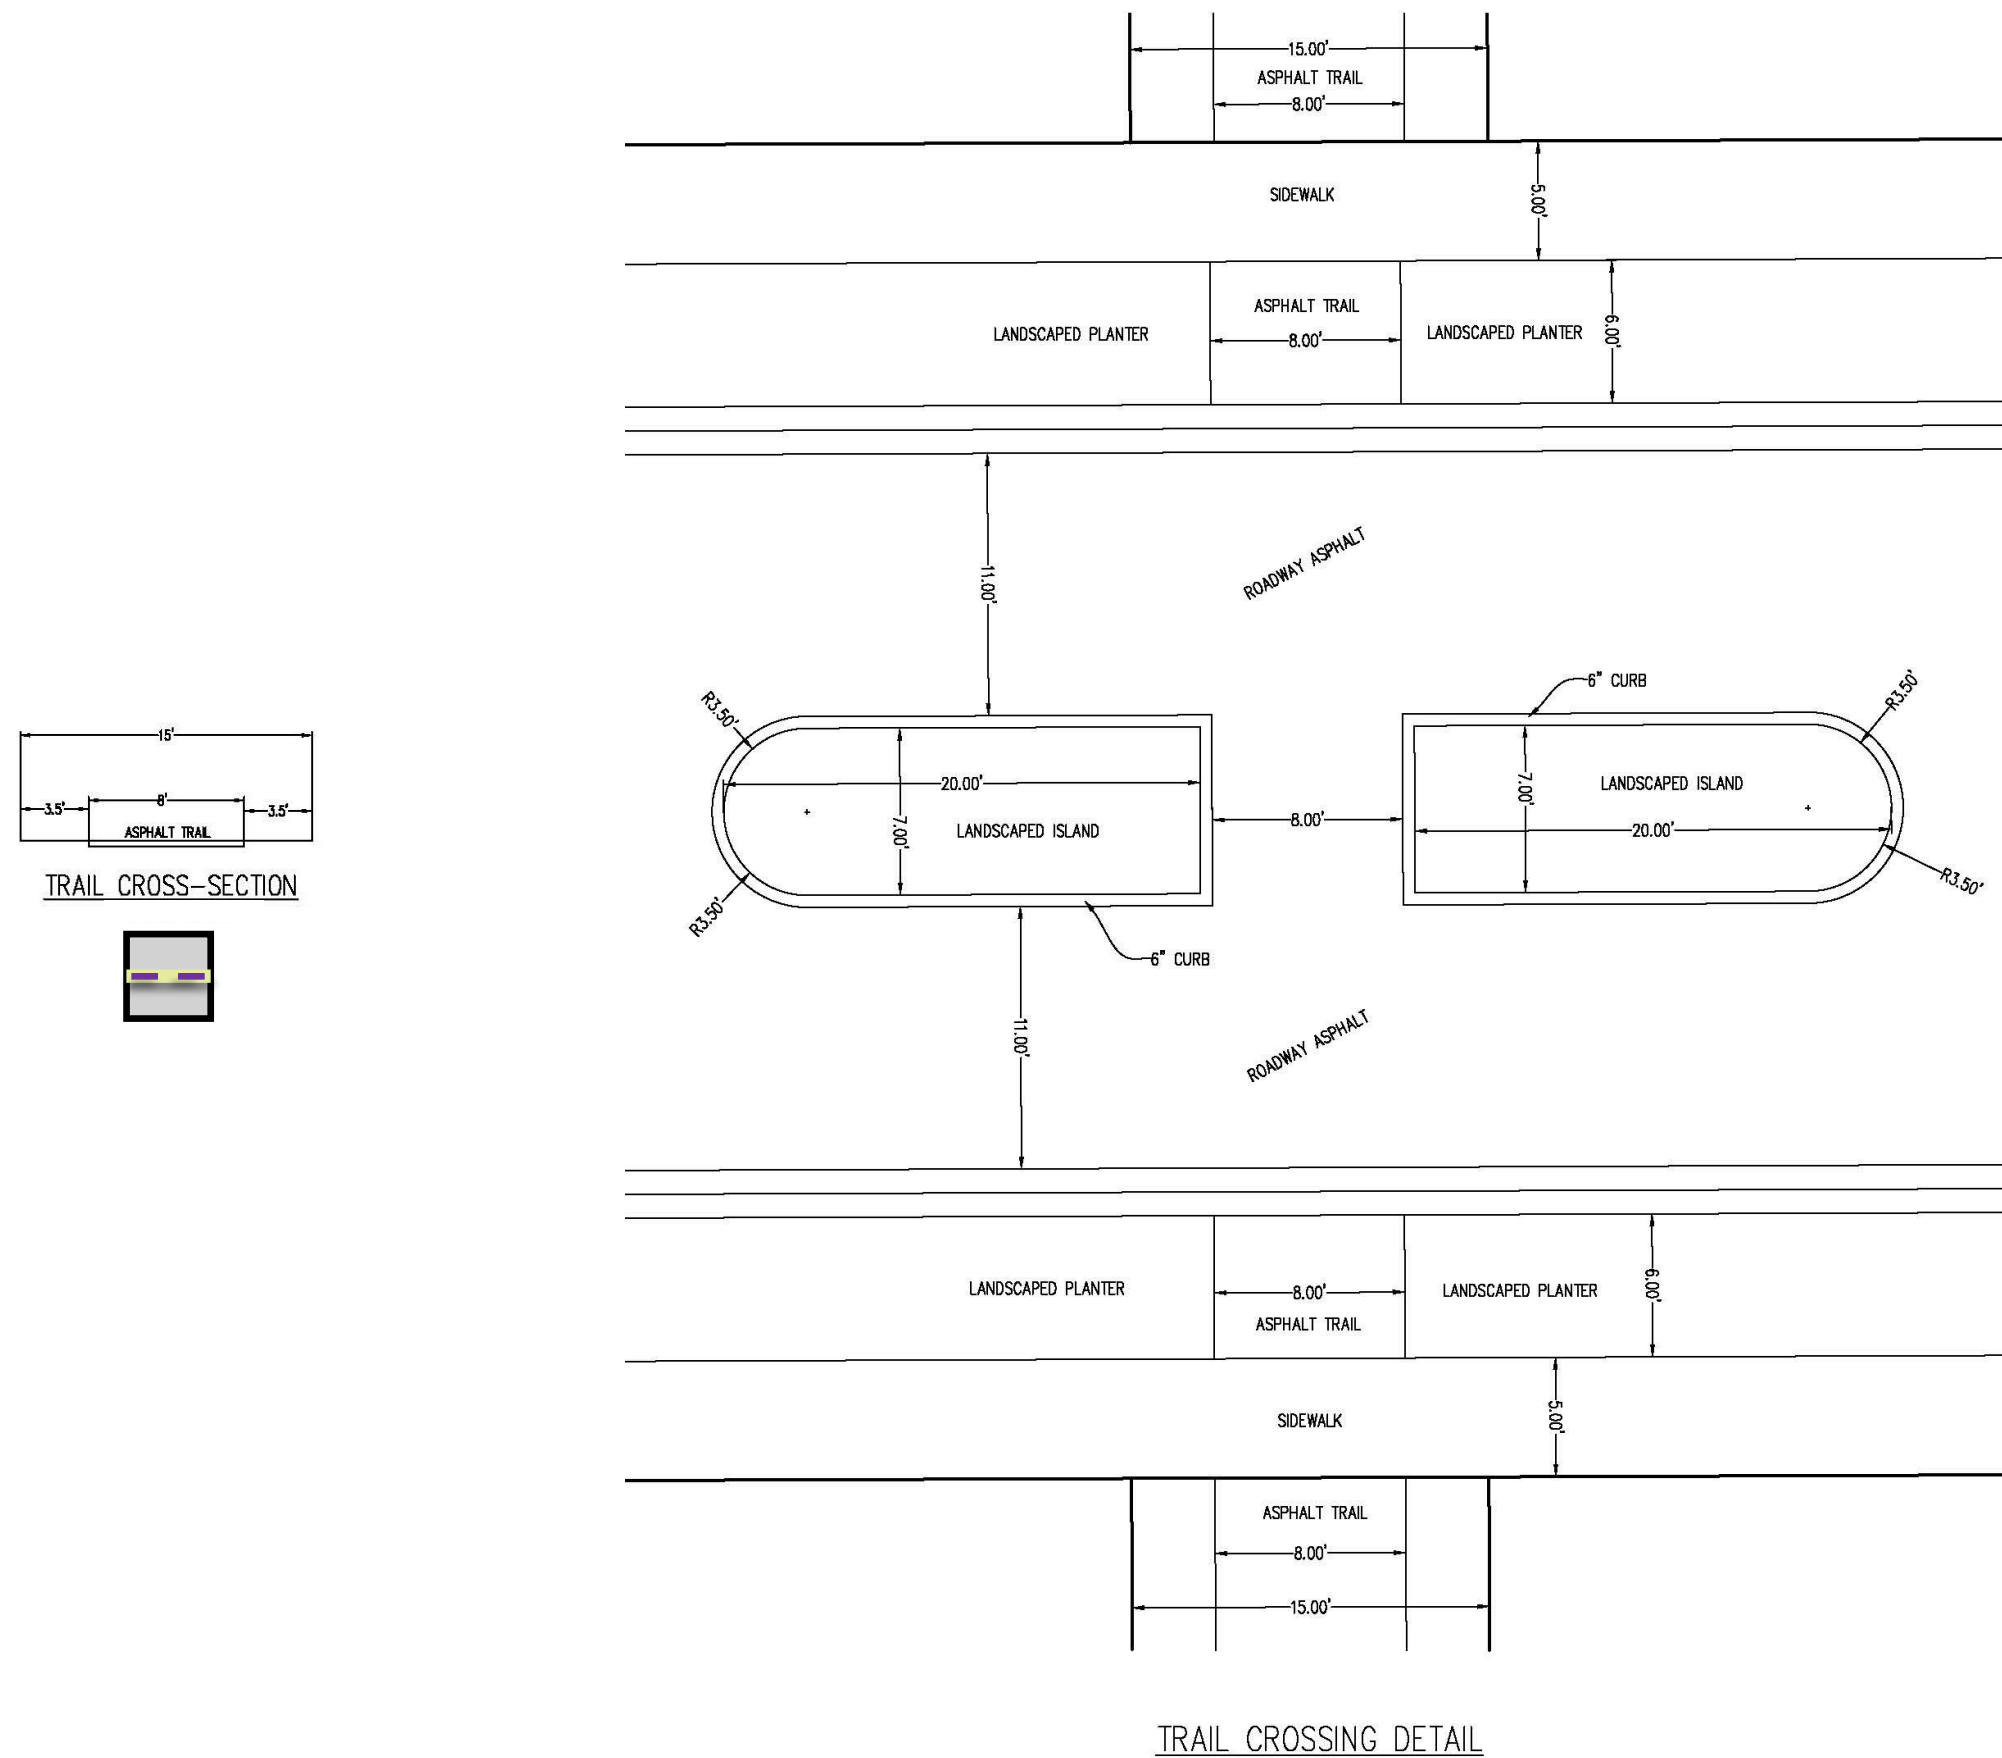 15.00'
ASPHALT TRAIL
8.00'
SIDEWALK
5.00'
ASPHALT TRAIL
8.00'
LANDSCAPED PLANTER
LANDSCAPED PLANTER
6.00'
11.00'
ROADWAY ASPHALT
R3.50'
6" CURB
R3.50'
20.00'
7.00'
LANDSCAPED ISLAND
8.00'
LANDSCAPED ISLAND
7.00'
20.00'
R3.50'
R3.50'
6" CURB
15'
3.5'
8'
3.5'
ASPHALT TRAIL
TRAIL CROSS-SECTION
11.00'
ROADWAY ASPHALT
LANDSCAPED PLANTER
8.00'
ASPHALT TRAIL
LANDSCAPED PLANTER
6.00'
SIDEWALK
5.00'
ASPHALT TRAIL
8.00'
15.00'
TRAIL CROSSING DETAIL